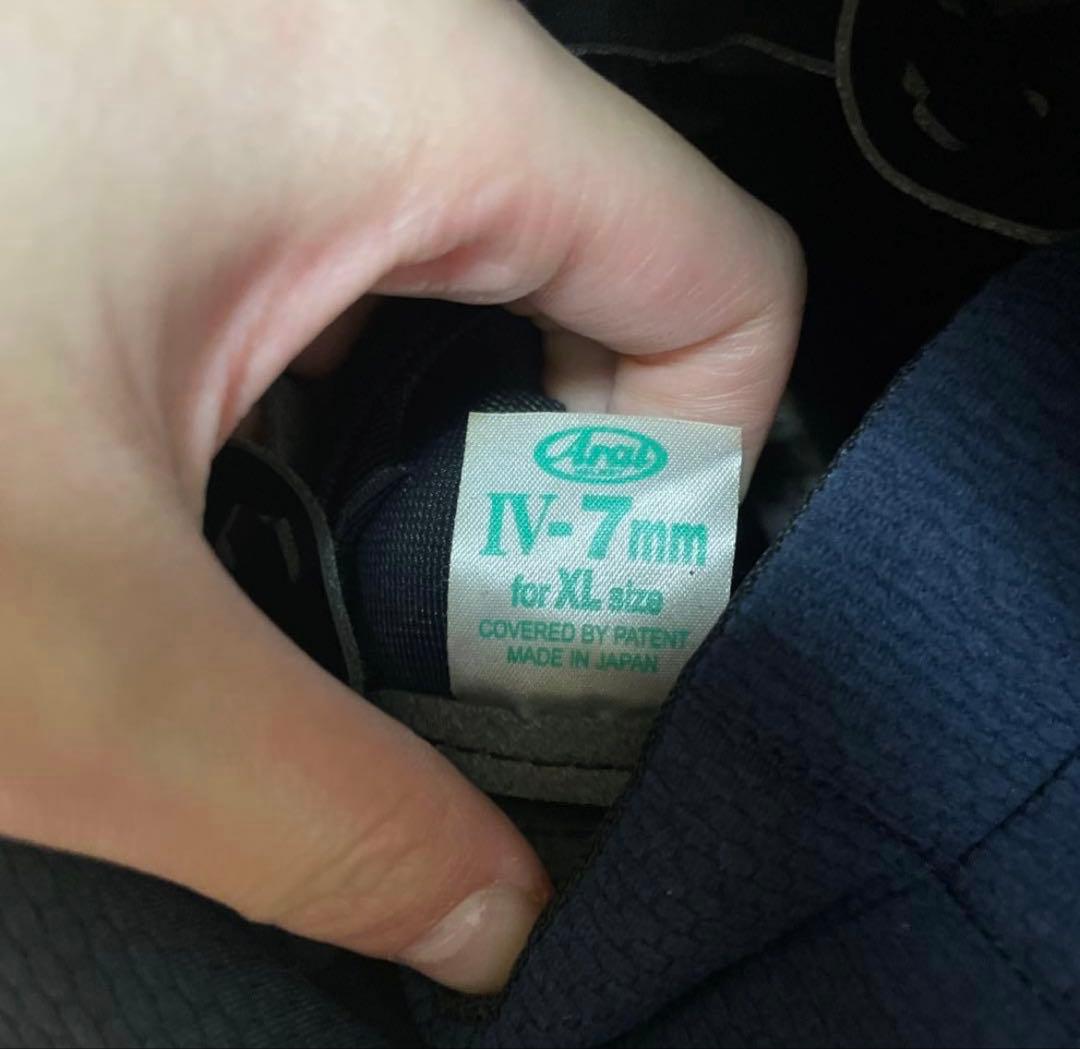 Arai
IV-7mm
for XL size
COVERED BY PATENT
MADE IN JAPAN